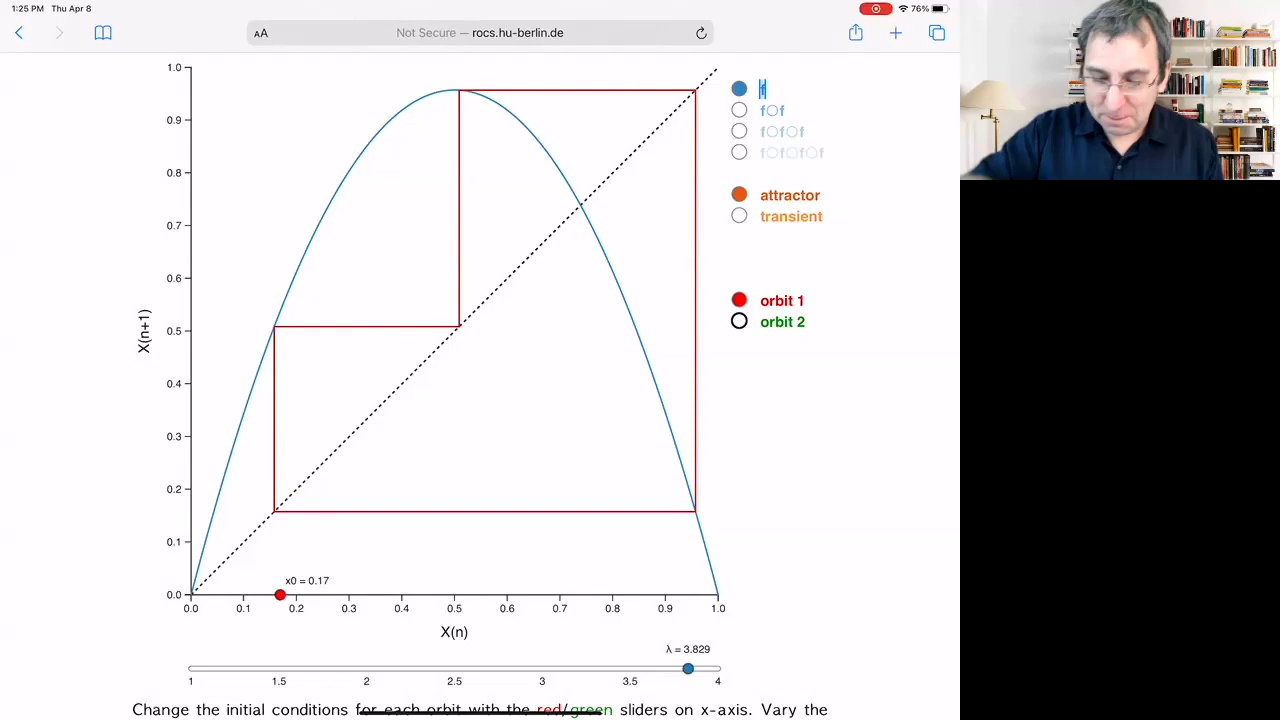 1:25 PM Thu Apr 8
76%
AA
Not Secure — rocs.hu-berlin.de
1.0
0.9
0.8
0.7
0.6
0.5
0.4
0.3
0.2
0.1
0.0
X(n+1)
f
f○f
f○f○f
f○f○f○f
attractor
transient
orbit 1
orbit 2
x0 = 0.17
0.0 0.1 0.2 0.3 0.4 0.5 0.6 0.7 0.8 0.9 1.0
X(n)
λ = 3.829
1 1.5 2 2.5 3 3.5 4
Change the initial conditions for each orbit with the red/green sliders on x-axis. Vary the